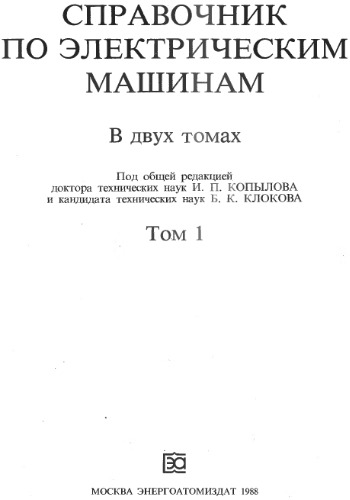 СПРАВОЧНИК
ПО ЭЛЕКТРИЧЕСКИМ
МАШИНАМ
В двух томах
Под общей редакцией
доктора технических наук И. П. КОПЫЛОВА
и кандидата технических наук Б. К. КЛОКОВА
Том 1
МОСКВА ЭНЕРГОАТОМИЗДАТ 1988